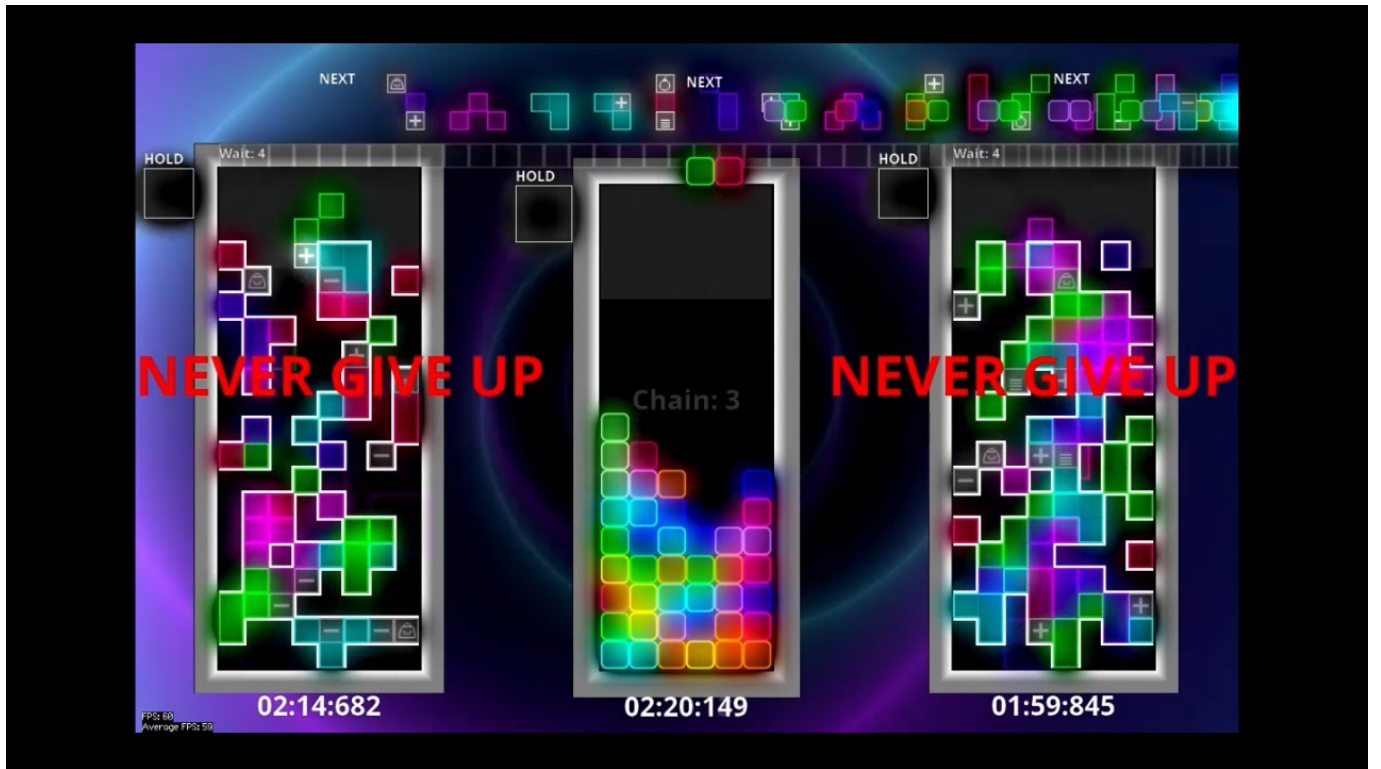 NEXT
NEXT
NEXT
HOLD
Wait: 4
HOLD
HOLD
Wait: 4
NEVER GIVE UP
NEVER GIVE UP
Chain: 3
02:14:682
02:20:149
01:59:845
FPS: 60
Average FPS: 59